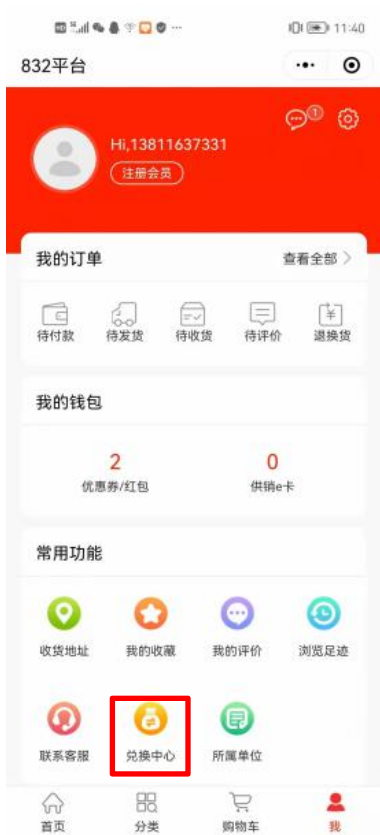 HD 11:40
832平台
1
Hi,13811637331
注册会员
我的订单 查看全部
待付款 待发货 待收货 待评价 退换货
我的钱包
2 0
优惠券/红包 供销e卡
常用功能
收货地址 我的收藏 我的评价 浏览足迹
联系客服 兑换中心 所属单位
首页 分类 购物车 我